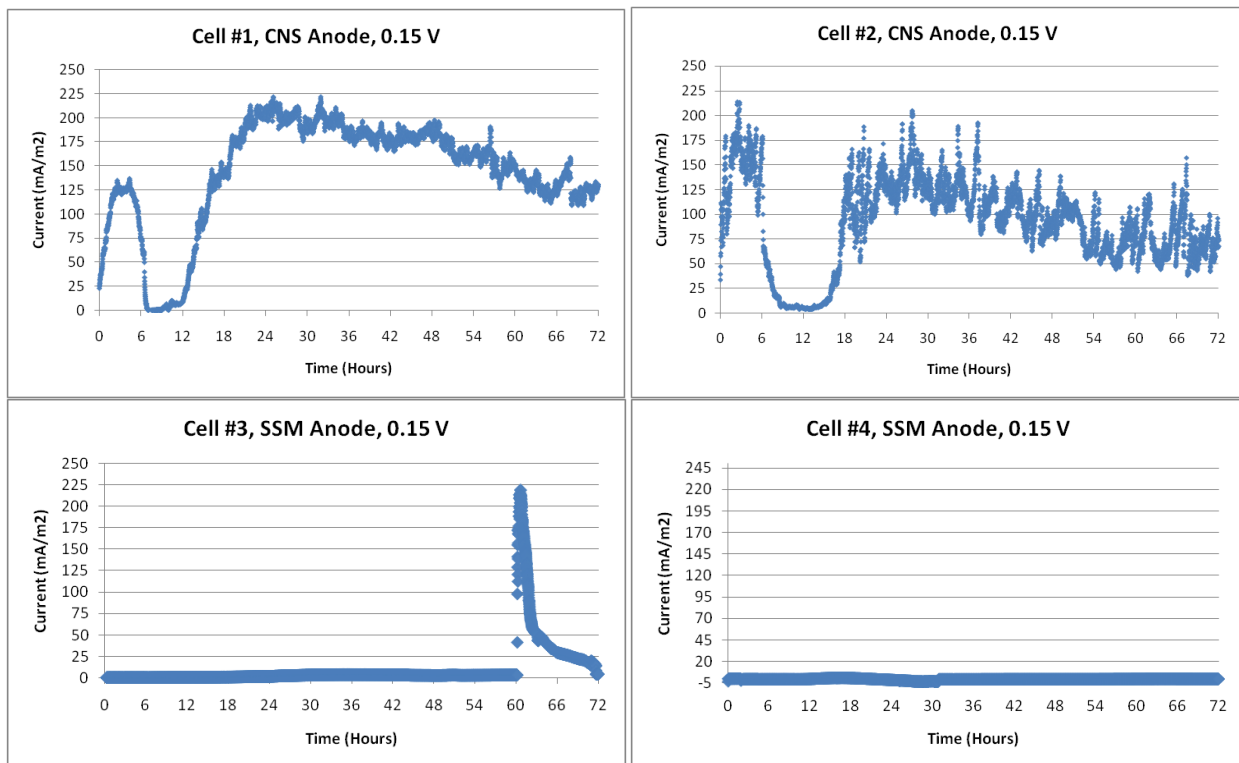 Cell #1, CNS Anode, 0.15 V
250
225
200
175
150
125
100
75
50
25
0
Current (mA/m2)
0 6 12 18 24 30 36 42 48 54 60 66 72
Time (Hours)
Cell #2, CNS Anode, 0.15 V
250
225
200
175
150
125
100
75
50
25
0
Current (mA/m2)
0 6 12 18 24 30 36 42 48 54 60 66 72
Time (Hours)
Cell #3, SSM Anode, 0.15 V
250
225
200
175
150
125
100
75
50
25
0
Current (mA/m2)
0 6 12 18 24 30 36 42 48 54 60 66 72
Time (Hours)
Cell #4, SSM Anode, 0.15 V
245
220
195
170
145
120
95
70
45
20
-5
Current (mA/m2)
0 6 12 18 24 30 36 42 48 54 60 66 72
Time (Hours)